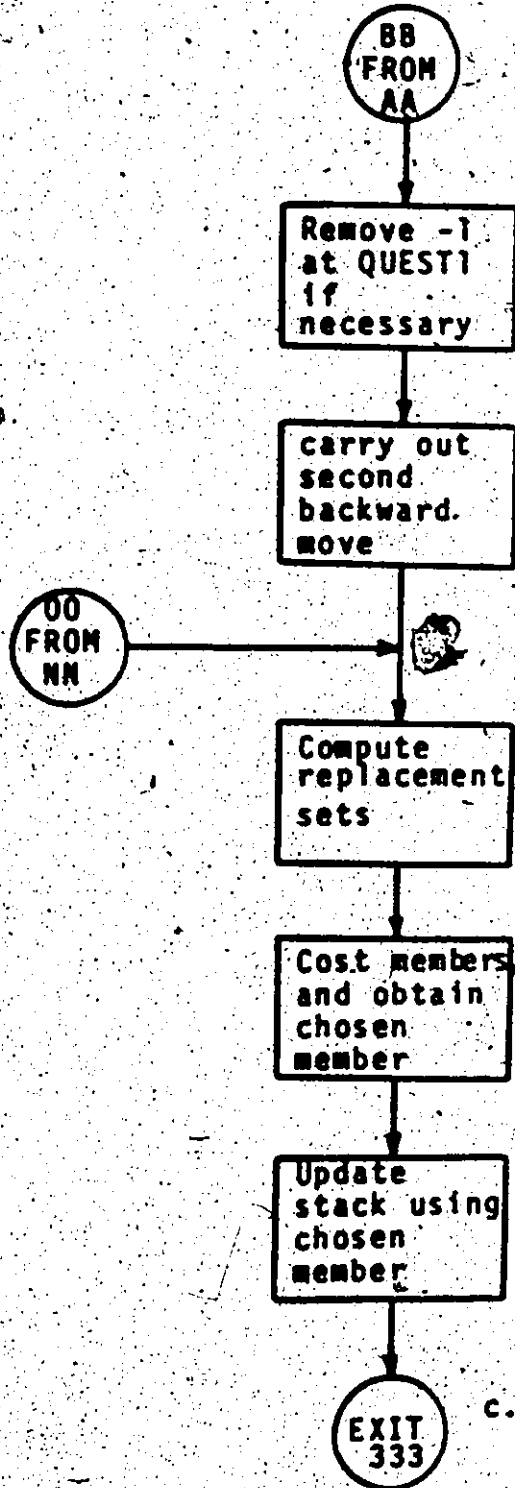 BB
FROM
AA
Remove -1
at QUEST1
if
necessary
carry out
second
backward.
move
OO
FROM
NN
Compute
replacement
sets
Cost members
and obtain
chosen
member
Update
stack using
chosen
member
EXIT
333
c.